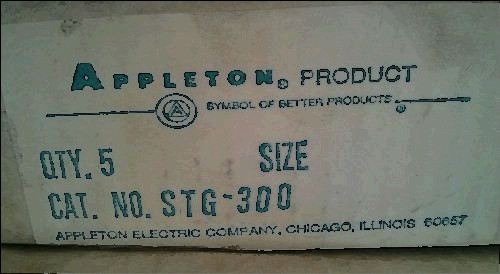 APPLETON® PRODUCT
SYMBOL OF BETTER PRODUCTS ®
QTY. 5 SIZE
CAT. NO. STG-300
APPLETON ELECTRIC COMPANY, CHICAGO, ILLINOIS 60657